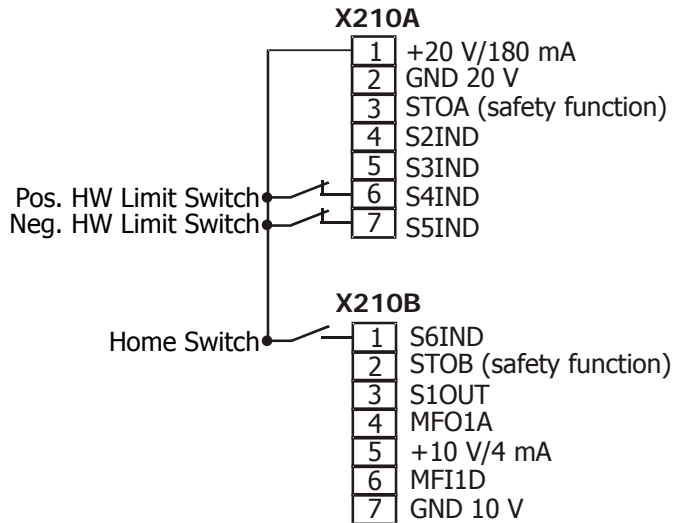 X210A
1 +20 V/180 mA
2 GND 20 V
3 STOA (safety function)
4 S2IND
5 S3IND
Pos. HW Limit Switch 6 S4IND
Neg. HW Limit Switch 7 S5IND
X210B
Home Switch 1 S6IND
2 STOB (safety function)
3 S1OUT
4 MFO1A
5 +10 V/4 mA
6 MFI1D
7 GND 10 V